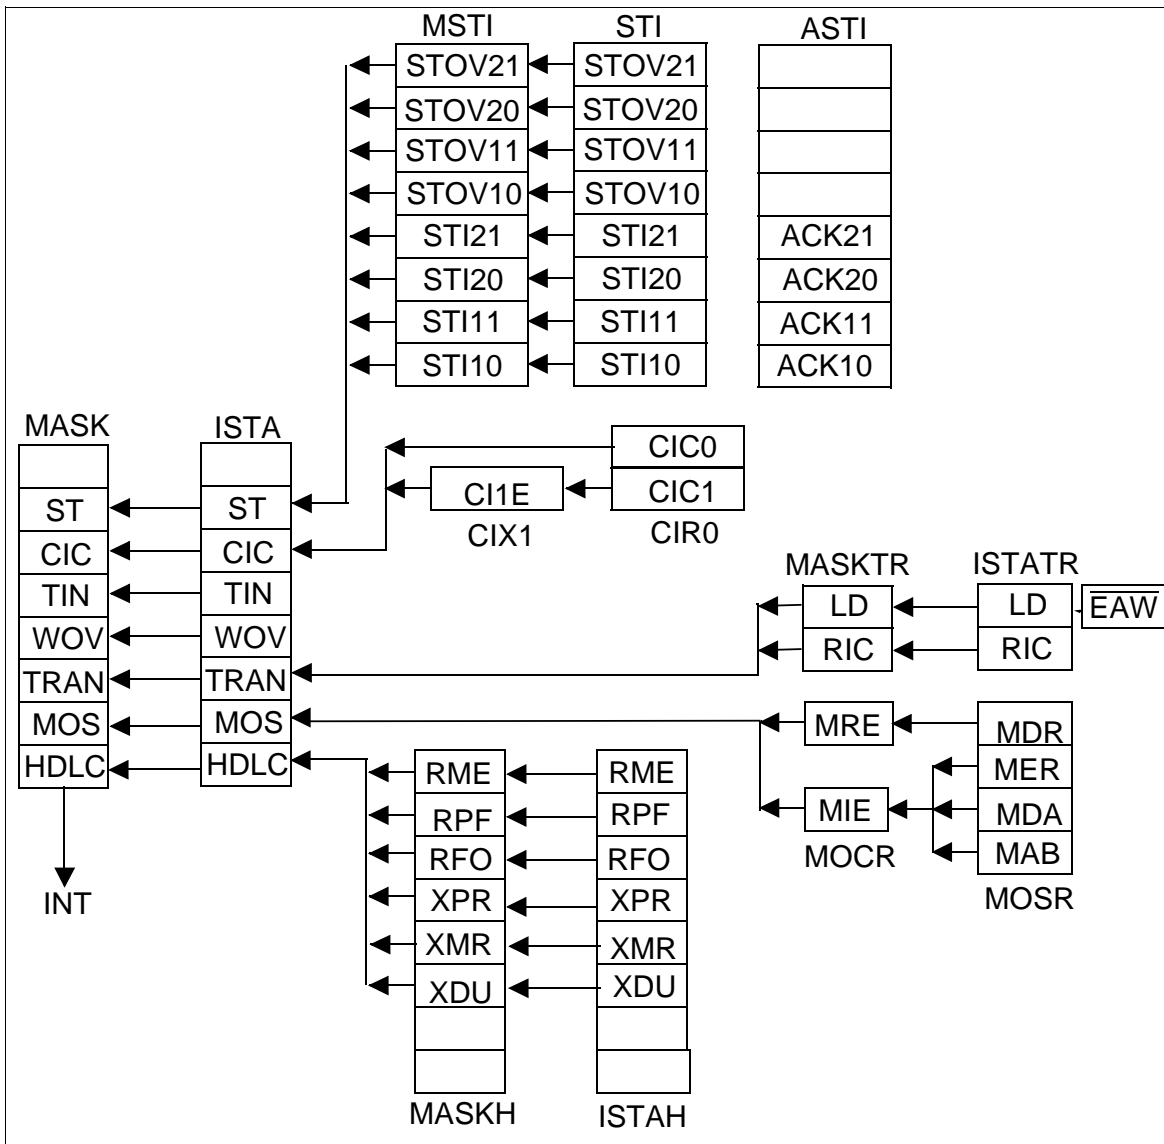 MSTI STI ASTI
STOV21 STOV21
STOV20 STOV20
STOV11 STOV11
STOV10 STOV10
STI21 STI21 ACK21
STI20 STI20 ACK20
STI11 STI11 ACK11
STI10 STI10 ACK10
MASK ISTA
CIC0
CI1E CIC1
CIX1 CIR0
ST ST
CIC CIC
MASKTR ISTATR
TIN TIN LD LD EAW
WOV WOV RIC RIC
TRAN TRAN
MOS MOS MRE MDR
HDLC HDLC RME RME MER
RPF RPF MIE MDA
RFO RFO MOCR MAB
INT XPR XPR MOSR
XMR XMR
XDU XDU
MASKH ISTAH